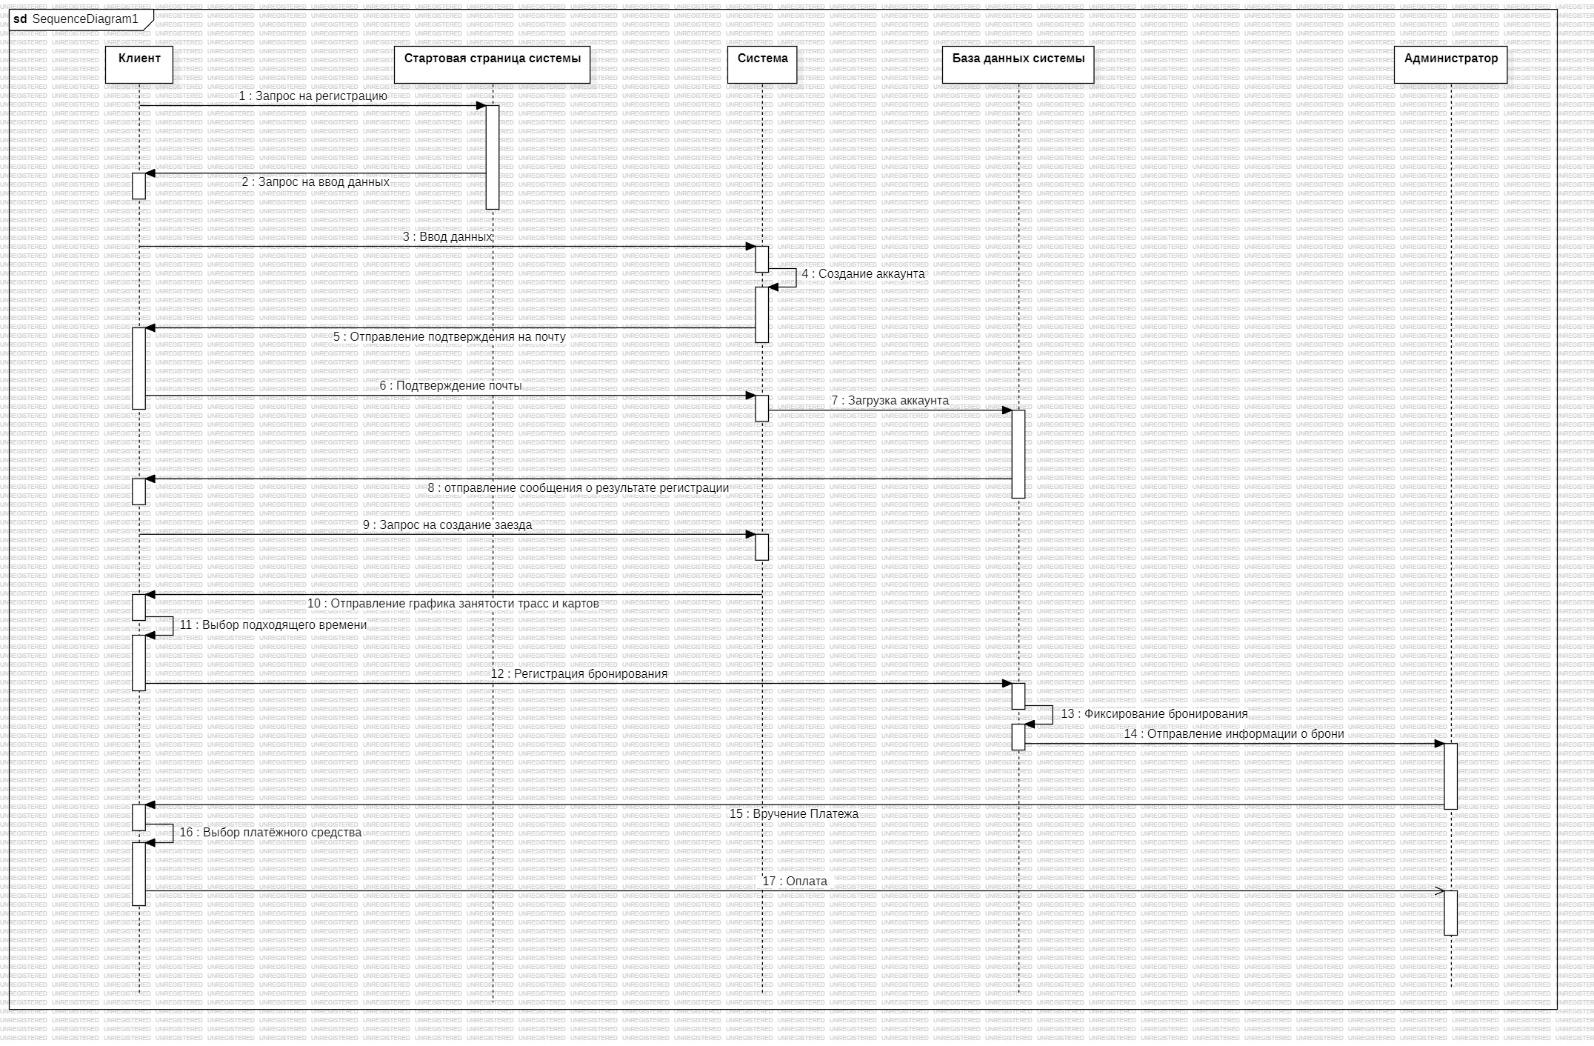 sd SequenceDiagram1
Клиент
Стартовая страница системы
Система
База данных системы
Администратор
1 : Запрос на регистрацию
2 : Запрос на ввод данных
3 : Ввод данных
4 : Создание аккаунта
5 : Отправление подтверждения на почту
6 : Подтверждение почты
7 : Загрузка аккаунта
8 : отправление сообщения о результате регистрации
9 : Запрос на создание заезда
10 : Отправление графика занятости трасс и картов
11 : Выбор подходящего времени
12 : Регистрация бронирования
13 : Фиксирование бронирования
14 : Отправление информации о брони
15 : Вручение Платежа
16 : Выбор платёжного средства
17 : Оплата
UNREGISTERED